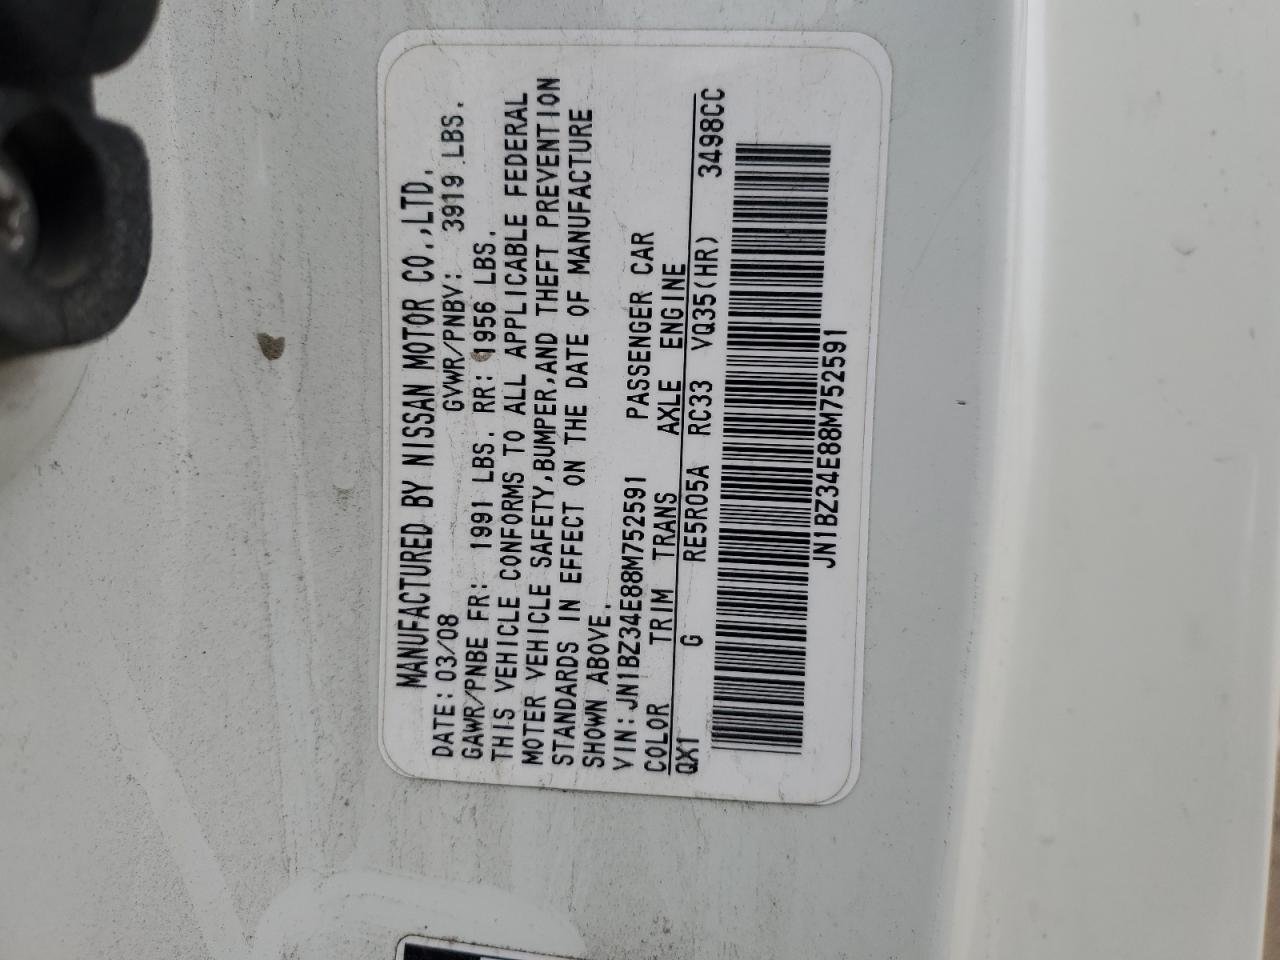 MANUFACTURED BY NISSAN MOTOR CO.,LTD.
DATE: 03/08 GVWR/PNBV: 3919 LBS.
GAWR/PNBE FR: 1991 LBS. RR: 1956 LBS.
THIS VEHICLE CONFORMS TO ALL APPLICABLE FEDERAL
MOTER VEHICLE SAFETY,BUMPER,AND THEFT PREVENTION
STANDARDS IN EFFECT ON THE DATE OF MANUFACTURE
SHOWN ABOVE.
VIN: JN1BZ34E88M752591 PASSENGER CAR
COLOR TRIM TRANS AXLE ENGINE
QX1 G RE5R05A RC33 VQ35(HR) 3498CC
JN1BZ34E88M752591